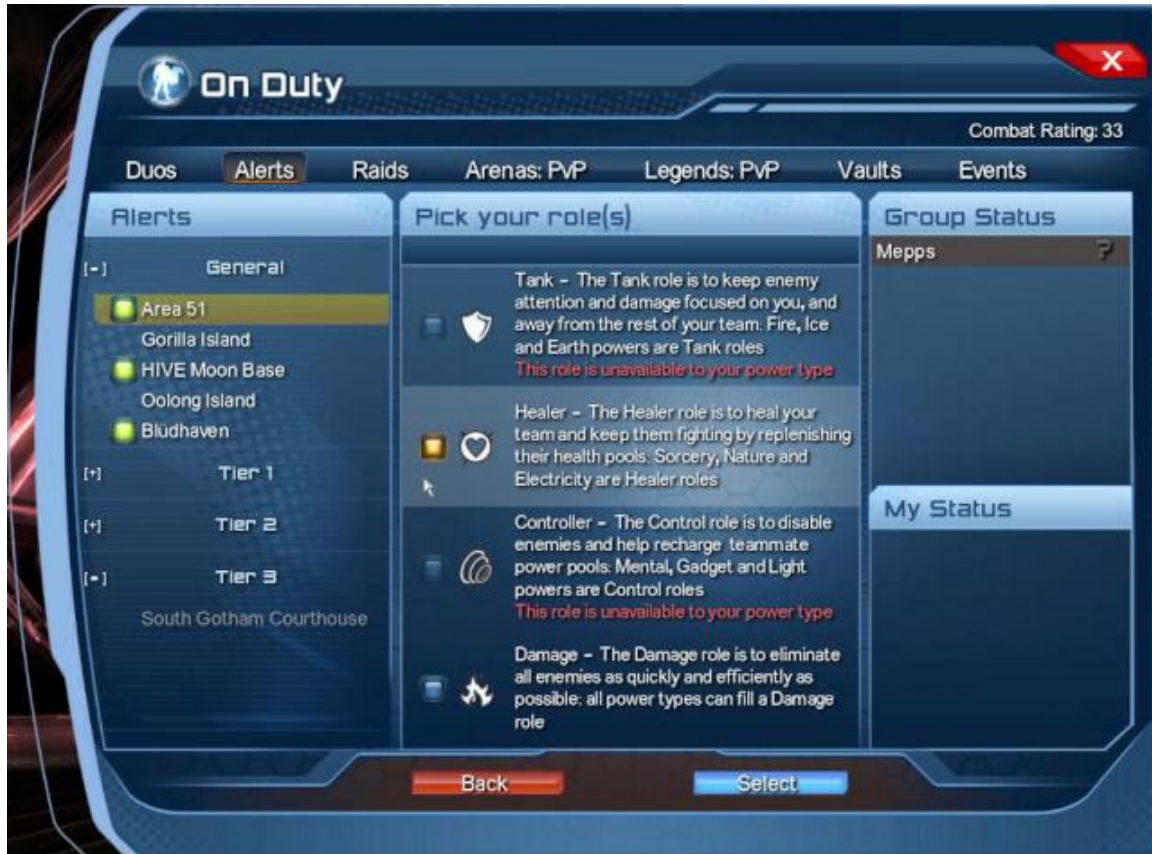 On Duty
X
Combat Rating: 33
Duos Alerts Raids Arenas: PvP Legends: PvP Vaults Events
Alerts
[-] General
Area 51
Gorilla Island
HIVE Moon Base
Oolong Island
Blüdhaven
[+] Tier 1
[+] Tier 2
[-] Tier 3
South Gotham Courthouse
Pick your role(s)
Tank – The Tank role is to keep enemy
attention and damage focused on you, and
away from the rest of your team: Fire, Ice
and Earth powers are Tank roles
This role is unavailable to your power type
Healer – The Healer role is to heal your
team and keep them fighting by replenishing
their health pools: Sorcery, Nature and
Electricity are Healer roles
Controller – The Control role is to disable
enemies and help recharge teammate
power pools: Mental, Gadget and Light
powers are Control roles
This role is unavailable to your power type
Damage – The Damage role is to eliminate
all enemies as quickly and efficiently as
possible: all power types can fill a Damage
role
Group Status
Mepps ?
My Status
Back
Select